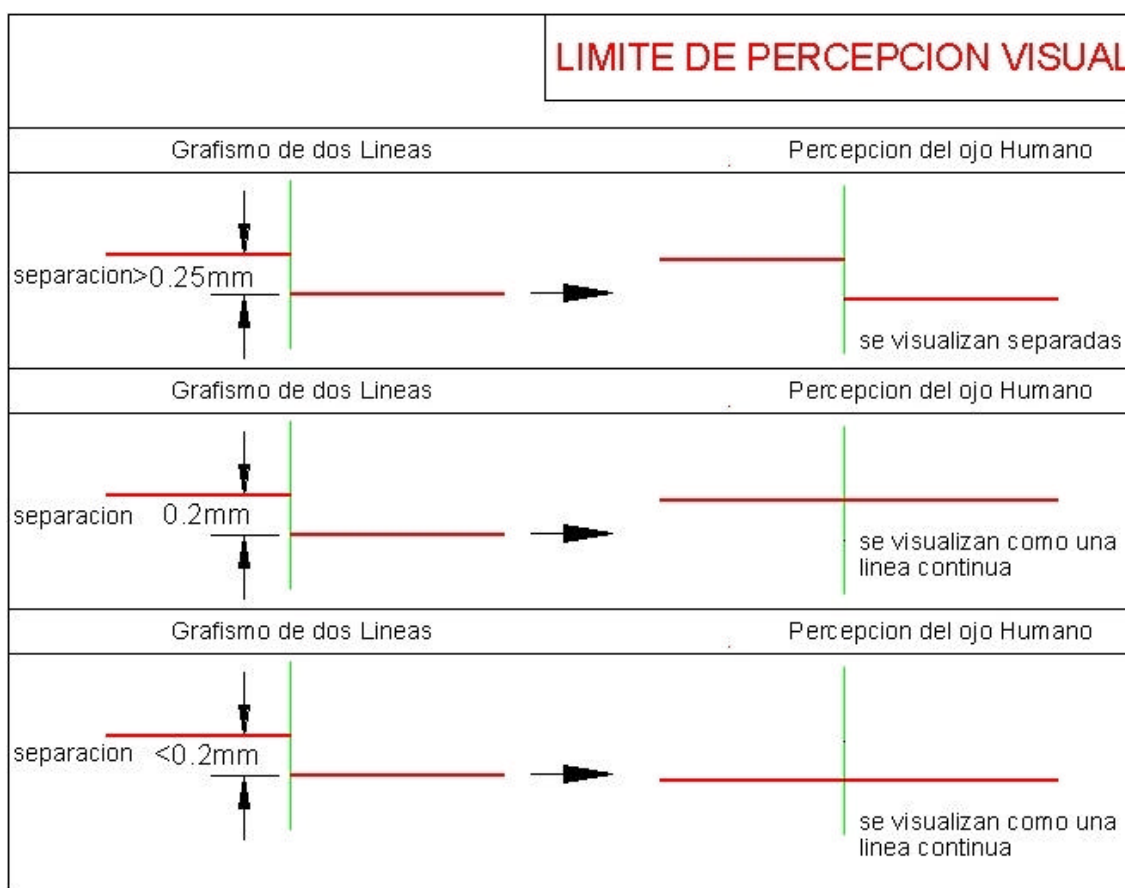 LIMITE DE PERCEPCION VISUAL
Grafismo de dos Lineas
Percepcion del ojo Humano
separacion>0.25mm
se visualizan separadas
Grafismo de dos Lineas
Percepcion del ojo Humano
separacion 0.2mm
se visualizan como una
linea continua
Grafismo de dos Lineas
Percepcion del ojo Humano
separacion <0.2mm
se visualizan como una
linea continua